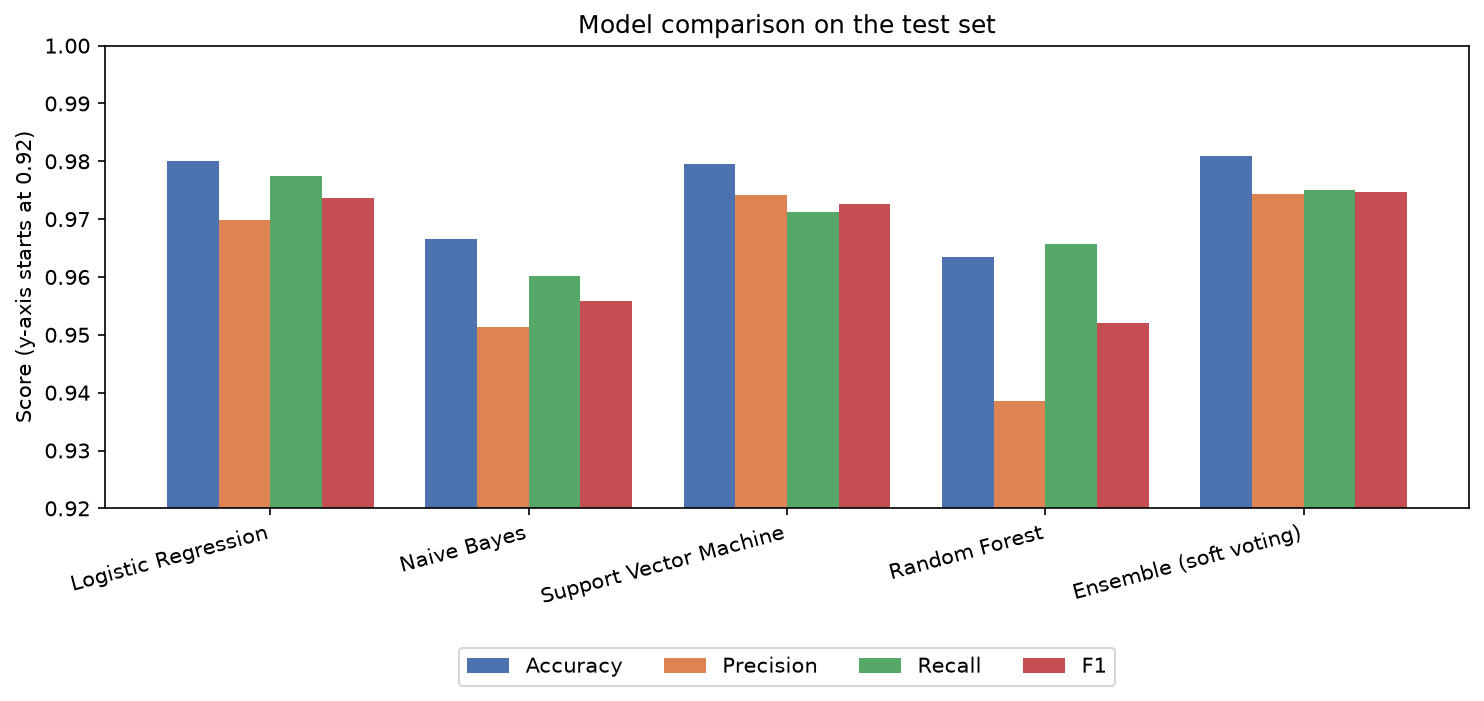 Model comparison on the test set
Score (y-axis starts at 0.92)
1.00
0.99
0.98
0.97
0.96
0.95
0.94
0.93
0.92
Logistic Regression
Naive Bayes
Support Vector Machine
Random Forest
Ensemble (soft voting)
Accuracy
Precision
Recall
F1